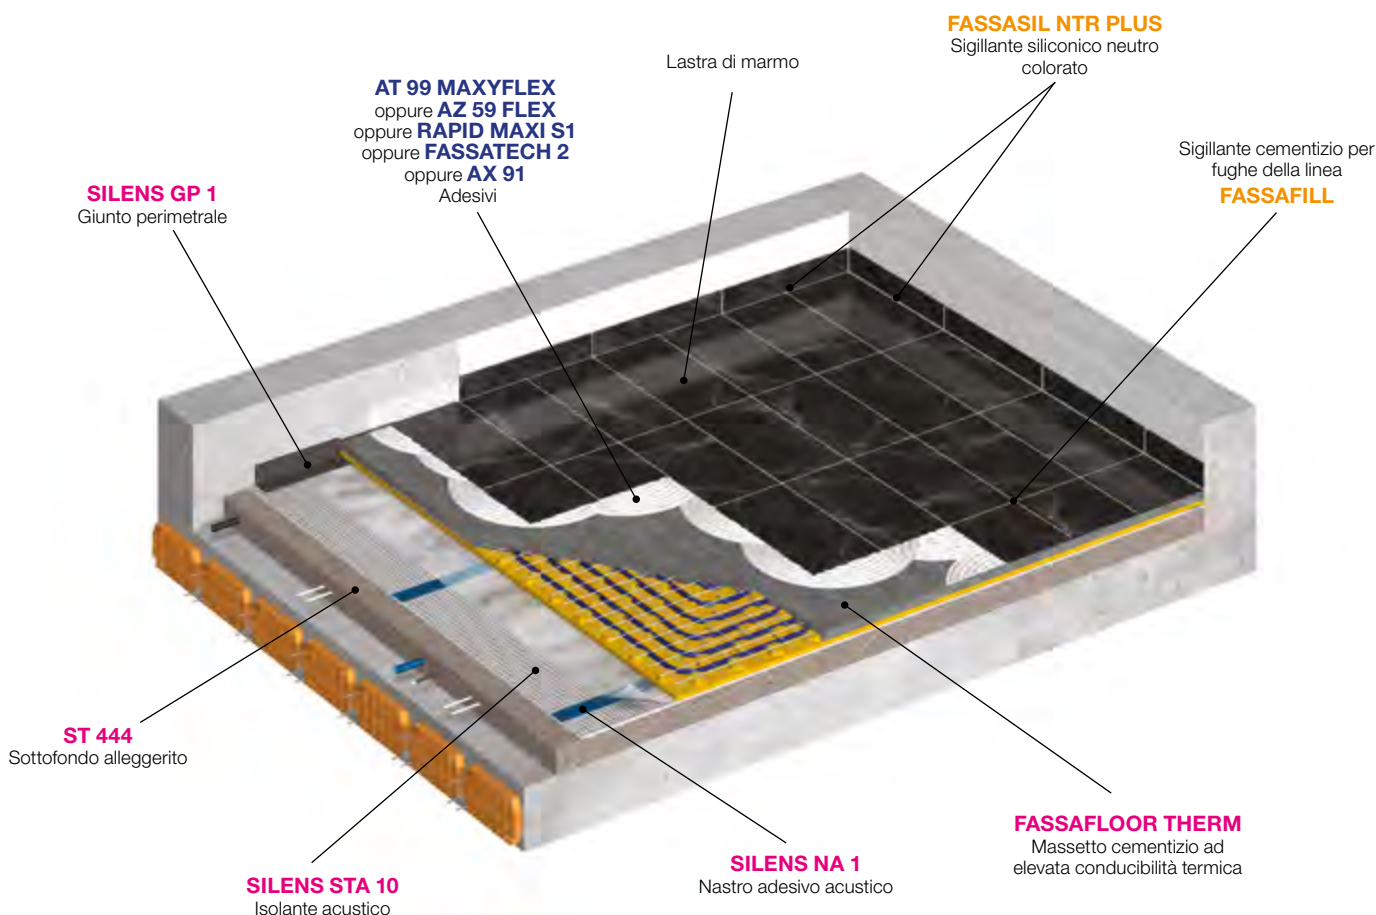 FASSASIL NTR PLUS
Sigillante siliconico neutro
colorato
Lastra di marmo
AT 99 MAXYFLEX
oppure AZ 59 FLEX
oppure RAPID MAXI S1
oppure FASSATECH 2
oppure AX 91
Adesivi
Sigillante cementizio per
fughe della linea
FASSAFILL
SILENS GP 1
Giunto perimetrale
ST 444
Sottofondo alleggerito
FASSAFLOOR THERM
Massetto cementizio ad
elevata conducibilità termica
SILENS NA 1
Nastro adesivo acustico
SILENS STA 10
Isolante acustico